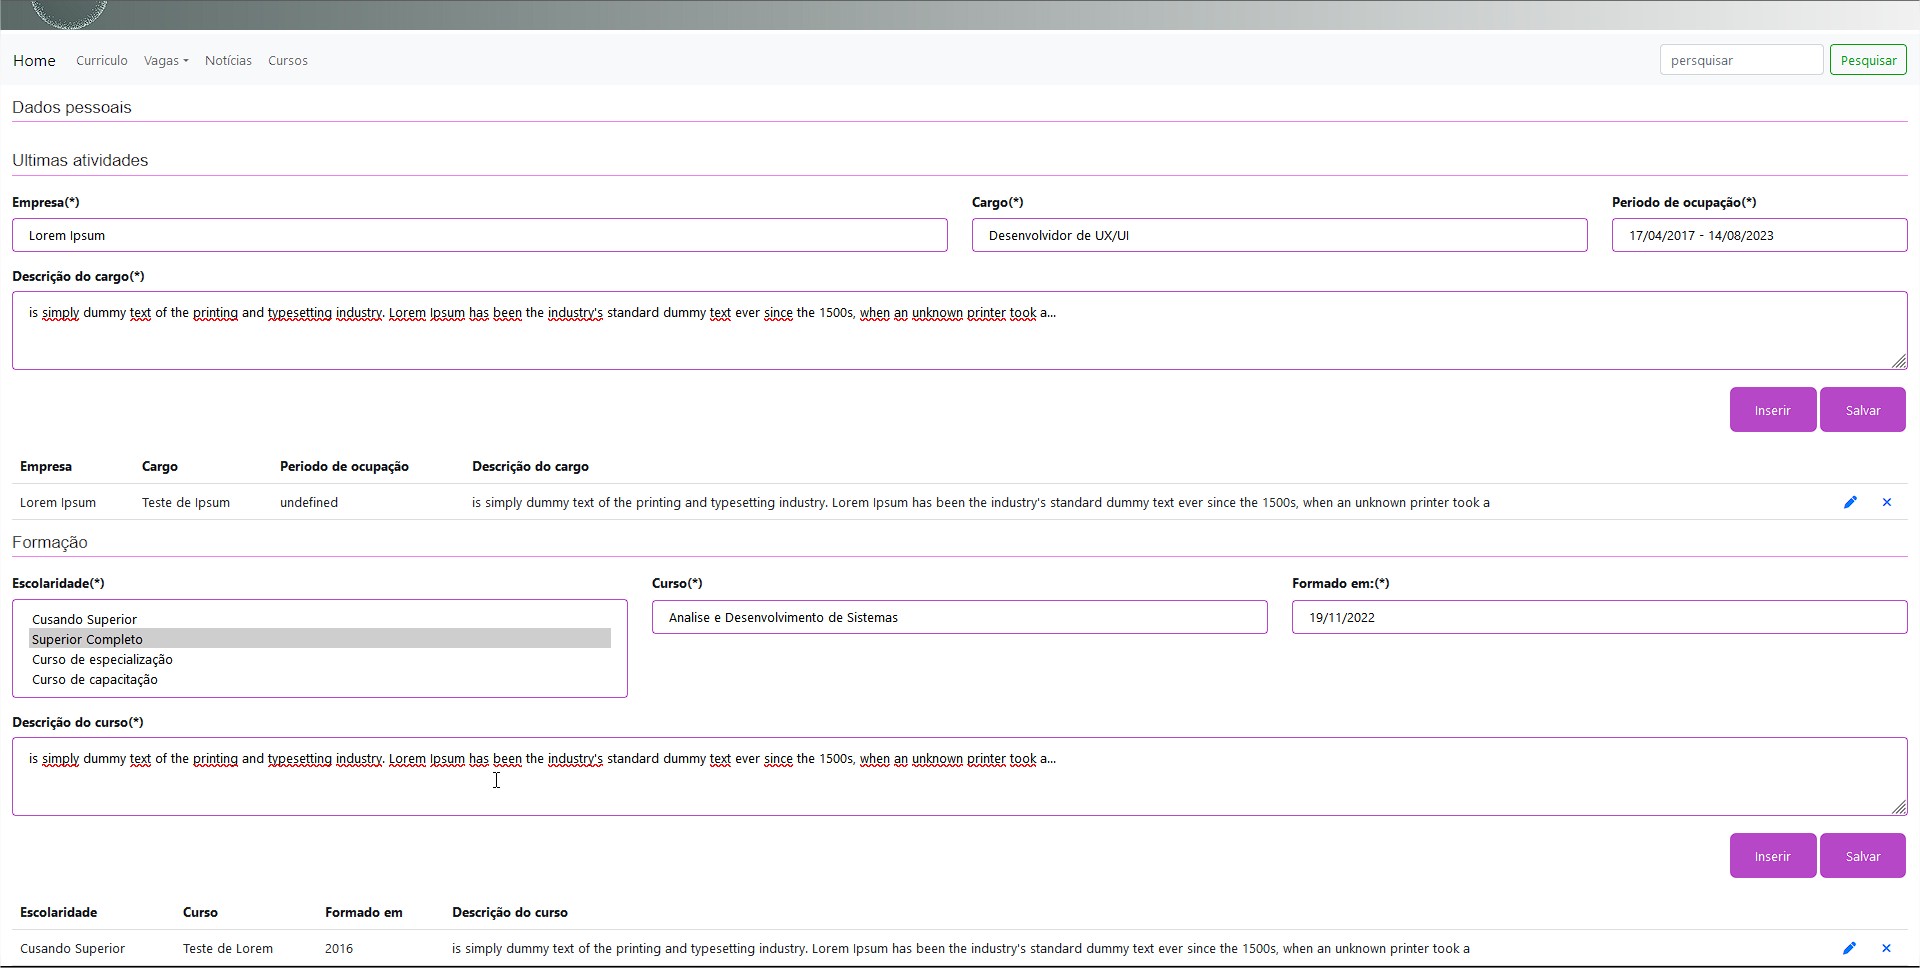 Home Curriculo Vagas Notícias Cursos persquisar Pesquisar
Dados pessoais
Ultimas atividades
Empresa(*) Cargo(*) Periodo de ocupação(*)
Lorem Ipsum Desenvolvidor de UX/UI 17/04/2017 - 14/08/2023
Descrição do cargo(*)
is simply dummy text of the printing and typesetting industry. Lorem Ipsum has been the industry's standard dummy text ever since the 1500s, when an unknown printer took a...
Inserir Salvar
Empresa Cargo Periodo de ocupação Descrição do cargo
Lorem Ipsum Teste de Ipsum undefined is simply dummy text of the printing and typesetting industry. Lorem Ipsum has been the industry's standard dummy text ever since the 1500s, when an unknown printer took a
Formação
Escolaridade(*) Curso(*) Formado em:(*)
Cusando Superior
Analise e Desenvolvimento de Sistemas 19/11/2022
Superior Completo
Curso de especialização
Curso de capacitação
Descrição do curso(*)
is simply dummy text of the printing and typesetting industry. Lorem Ipsum has been the industry's standard dummy text ever since the 1500s, when an unknown printer took a...
Inserir Salvar
Escolaridade Curso Formado em Descrição do curso
Cusando Superior Teste de Lorem 2016 is simply dummy text of the printing and typesetting industry. Lorem Ipsum has been the industry's standard dummy text ever since the 1500s, when an unknown printer took a